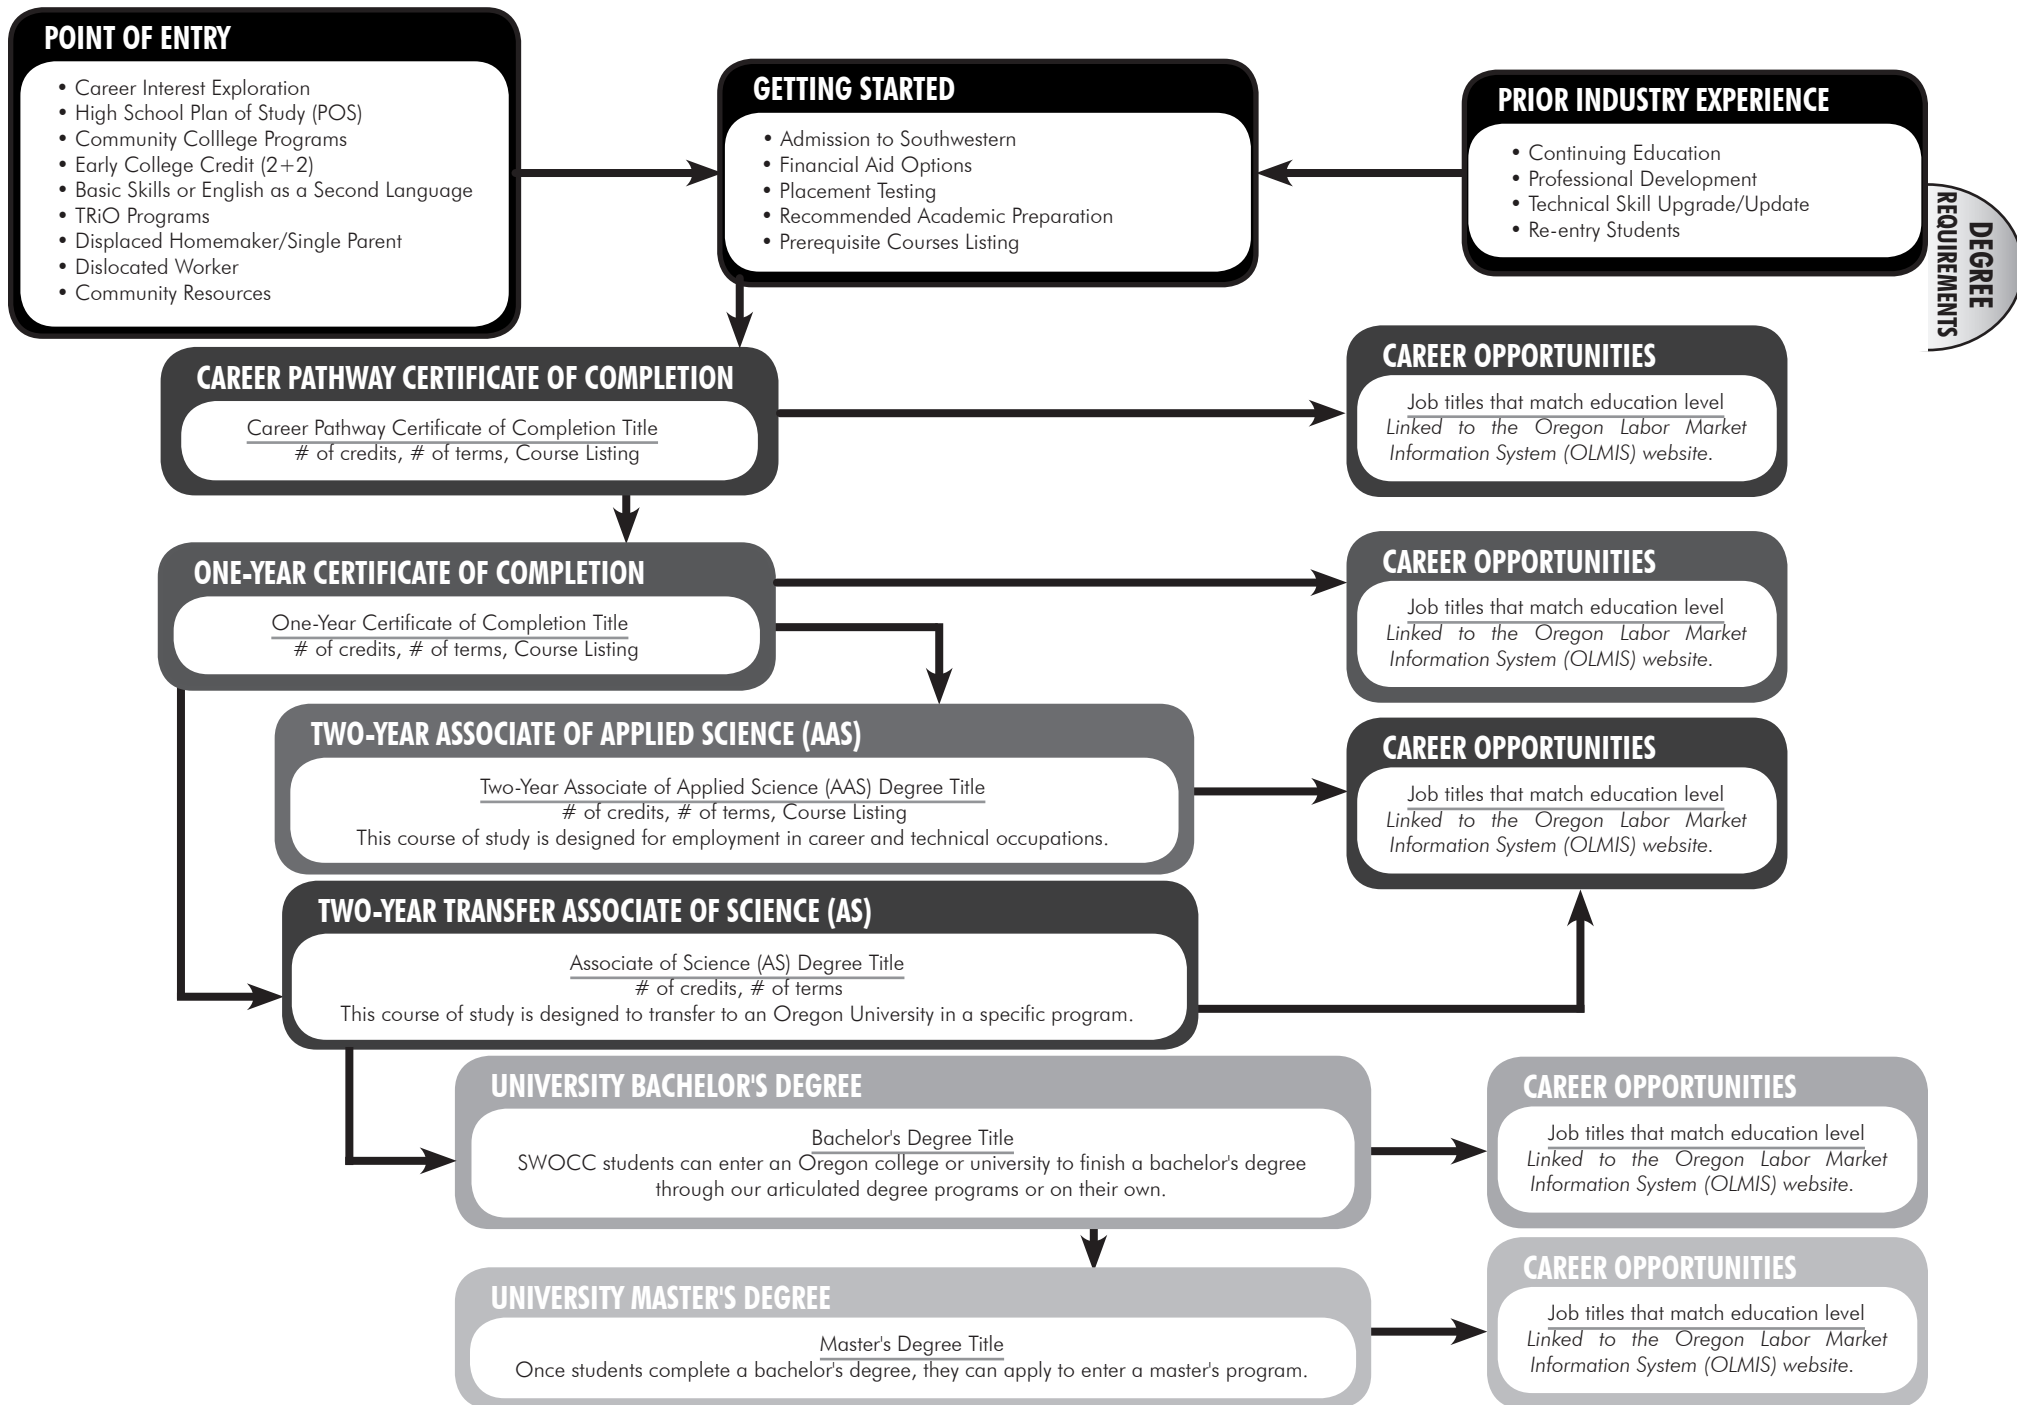 POINT OF ENTRY
• Career Interest Exploration
• High School Plan of Study (POS)
• Community Colllege Programs
• Early College Credit (2+2)
• Basic Skills or English as a Second Language
• TRiO Programs
• Displaced Homemaker/Single Parent
• Dislocated Worker
• Community Resources
GETTING STARTED
• Admission to Southwestern
• Financial Aid Options
• Placement Testing
• Recommended Academic Preparation
• Prerequisite Courses Listing
PRIOR INDUSTRY EXPERIENCE
• Continuing Education
• Professional Development
• Technical Skill Upgrade/Update
• Re-entry Students
DEGREE
REQUIREMENTS
CAREER PATHWAY CERTIFICATE OF COMPLETION
Career Pathway Certificate of Completion Title
# of credits, # of terms, Course Listing
CAREER OPPORTUNITIES
Job titles that match education level
Linked to the Oregon Labor Market
Information System (OLMIS) website.
ONE-YEAR CERTIFICATE OF COMPLETION
One-Year Certificate of Completion Title
# of credits, # of terms, Course Listing
CAREER OPPORTUNITIES
Job titles that match education level
Linked to the Oregon Labor Market
Information System (OLMIS) website.
TWO-YEAR ASSOCIATE OF APPLIED SCIENCE (AAS)
Two-Year Associate of Applied Science (AAS) Degree Title
# of credits, # of terms, Course Listing
This course of study is designed for employment in career and technical occupations.
CAREER OPPORTUNITIES
Job titles that match education level
Linked to the Oregon Labor Market
Information System (OLMIS) website.
TWO-YEAR TRANSFER ASSOCIATE OF SCIENCE (AS)
Associate of Science (AS) Degree Title
# of credits, # of terms
This course of study is designed to transfer to an Oregon University in a specific program.
UNIVERSITY BACHELOR'S DEGREE
Bachelor's Degree Title
SWOCC students can enter an Oregon college or university to finish a bachelor's degree
through our articulated degree programs or on their own.
CAREER OPPORTUNITIES
Job titles that match education level
Linked to the Oregon Labor Market
Information System (OLMIS) website.
UNIVERSITY MASTER'S DEGREE
Master's Degree Title
Once students complete a bachelor's degree, they can apply to enter a master's program.
CAREER OPPORTUNITIES
Job titles that match education level
Linked to the Oregon Labor Market
Information System (OLMIS) website.